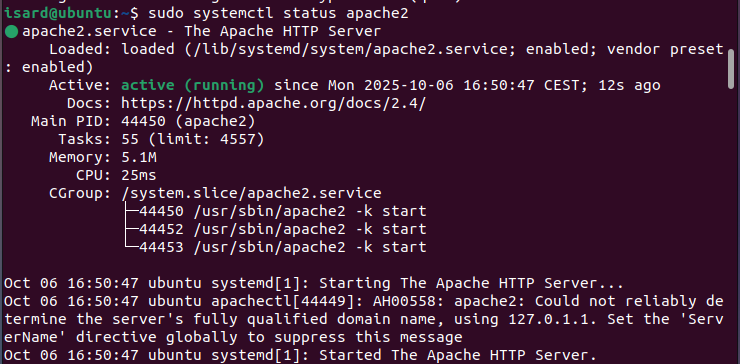 isard@ubuntu:~$ sudo systemctl status apache2
● apache2.service - The Apache HTTP Server
     Loaded: loaded (/lib/systemd/system/apache2.service; enabled; vendor preset
: enabled)
     Active: active (running) since Mon 2025-10-06 16:50:47 CEST; 12s ago
       Docs: https://httpd.apache.org/docs/2.4/
   Main PID: 44450 (apache2)
      Tasks: 55 (limit: 4557)
     Memory: 5.1M
        CPU: 25ms
     CGroup: /system.slice/apache2.service
             ├─44450 /usr/sbin/apache2 -k start
             ├─44452 /usr/sbin/apache2 -k start
             └─44453 /usr/sbin/apache2 -k start
Oct 06 16:50:47 ubuntu systemd[1]: Starting The Apache HTTP Server...
Oct 06 16:50:47 ubuntu apachectl[44449]: AH00558: apache2: Could not reliably de
termine the server's fully qualified domain name, using 127.0.1.1. Set the 'Serv
erName' directive globally to suppress this message
Oct 06 16:50:47 ubuntu systemd[1]: Started The Apache HTTP Server.